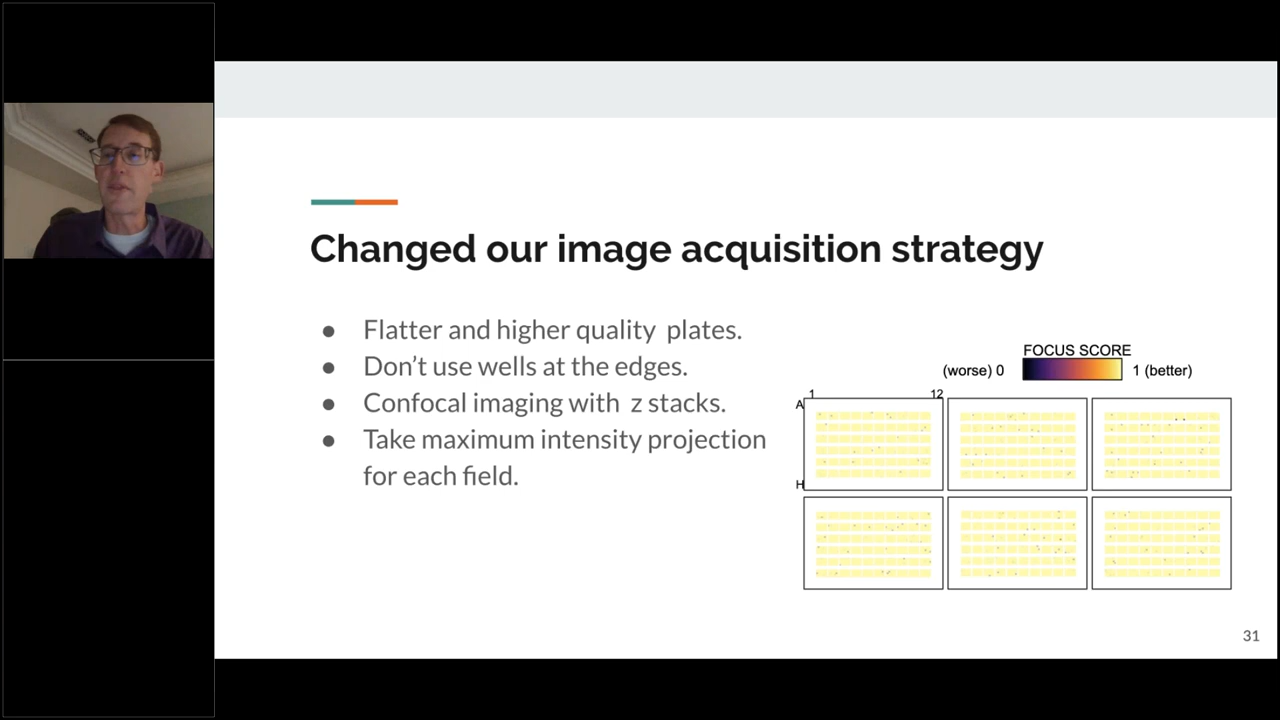 Changed our image acquisition strategy
● Flatter and higher quality  plates.
● Don’t use wells at the edges.
● Confocal imaging with  z stacks.
● Take maximum intensity projection
for each field.
FOCUS SCORE
(worse) 0 1 (better)
1 12
A
H
31